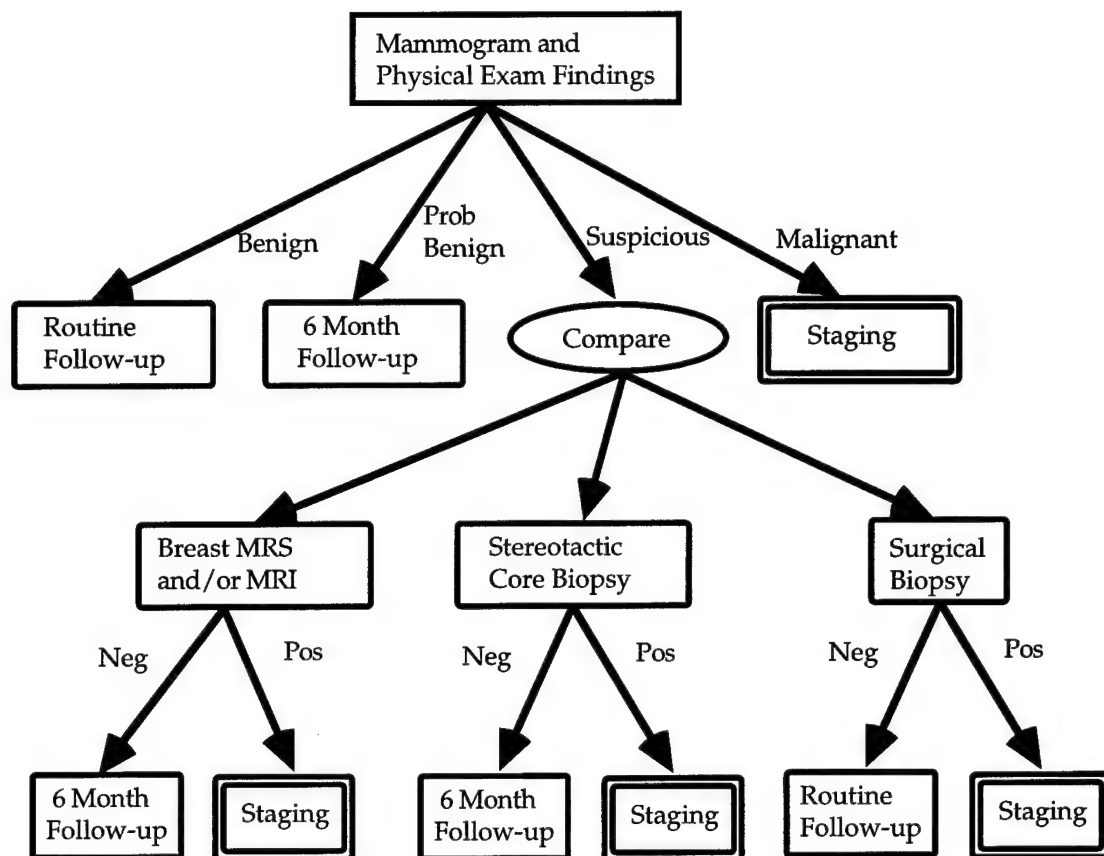 Mammogram and
Physical Exam Findings
Benign
Prob
Benign
Suspicious
Malignant
Routine
Follow-up
6 Month
Follow-up
Compare
Staging
Breast MRS
and/or MRI
Stereotactic
Core Biopsy
Surgical
Biopsy
Neg
Pos
Neg
Pos
Neg
Pos
6 Month
Follow-up
Staging
6 Month
Follow-up
Staging
Routine
Follow-up
Staging